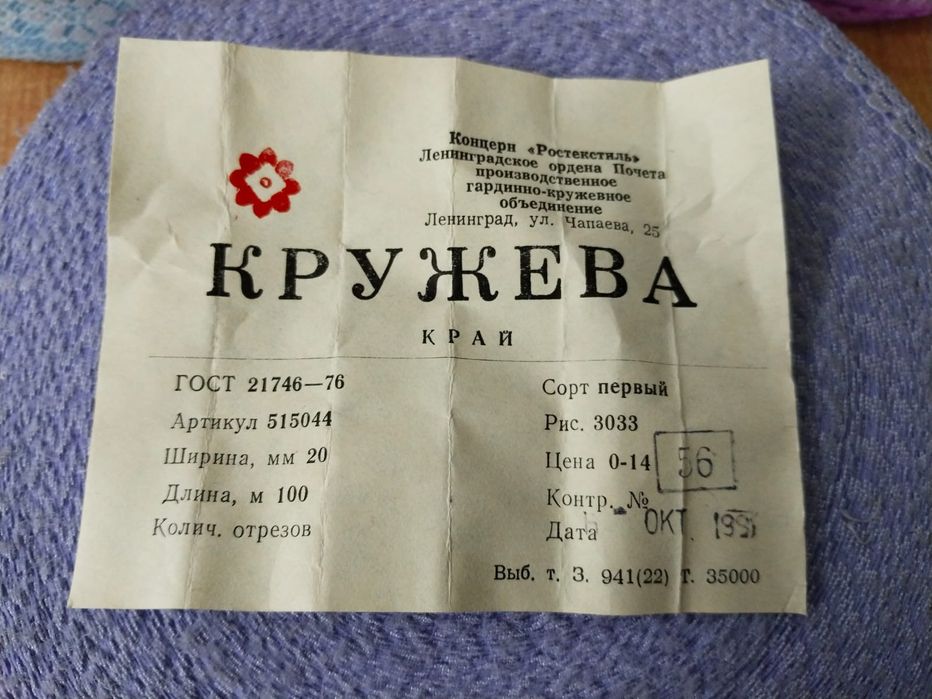 Концерн «Ростекстиль»
Ленинградское ордена Почета
производственное
гардинно-кружевное
объединение
Ленинград, ул. Чапаева, 25
КРУЖЕВА
КРАЙ
ГОСТ 21746—76
Сорт первый
Артикул 515044
Рис. 3033
Ширина, мм 20
Цена 0-14
56
Длина, м 100
Контр. №
Колич. отрезов
Дата ОКТ
Выб. т. З. 941(22) т. 35000